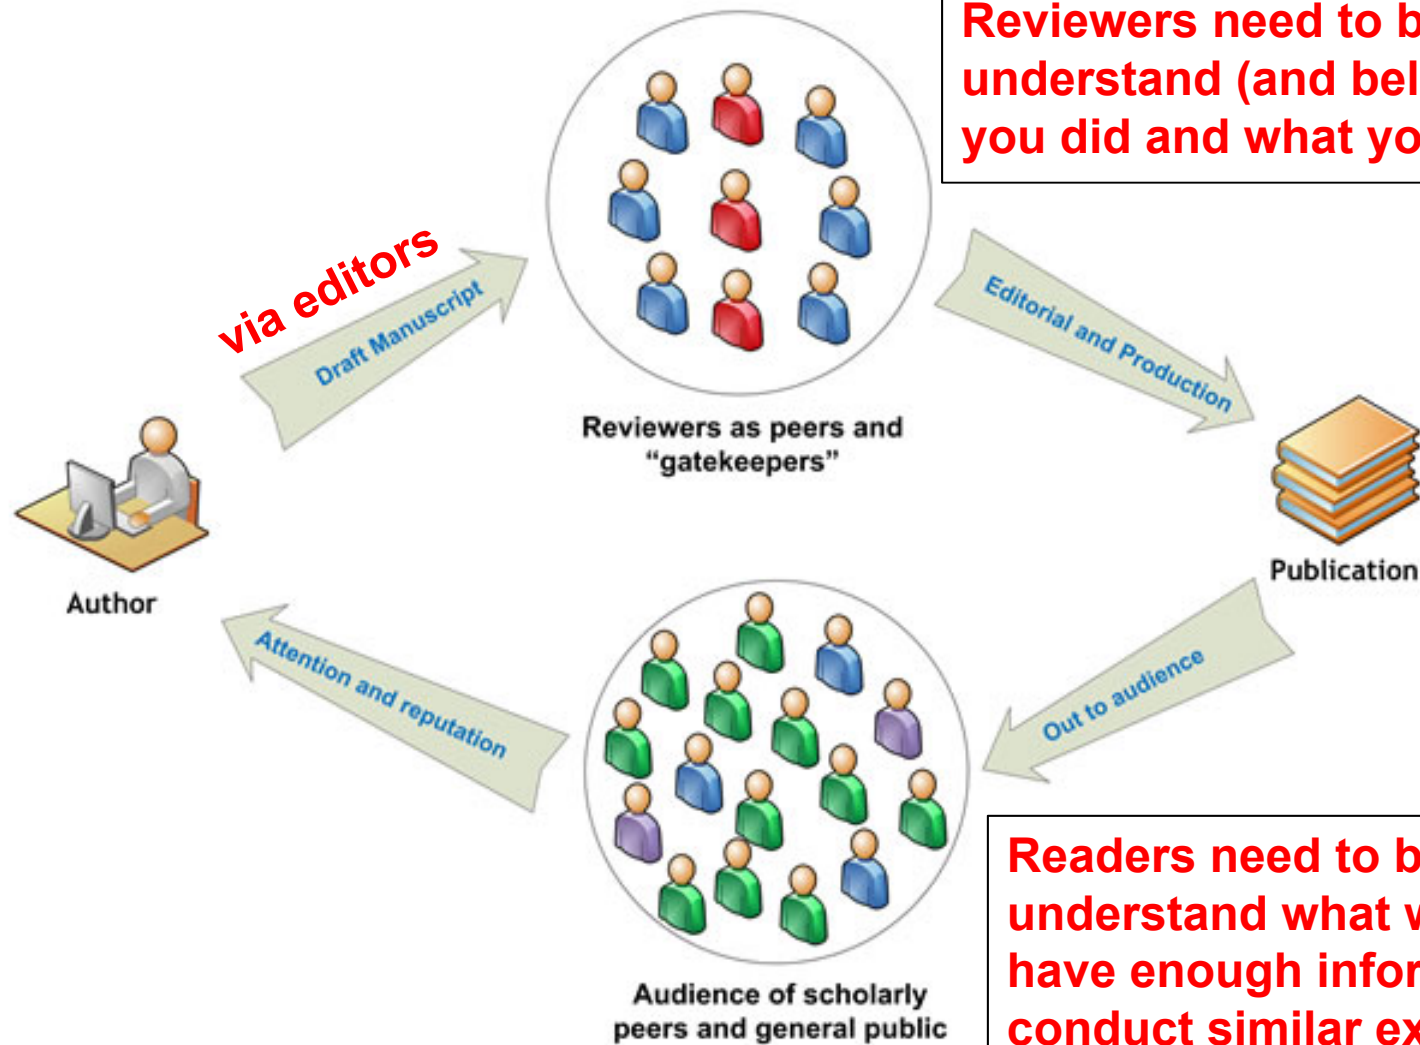 Reviewers need to b
understand (and bel
you did and what yo
via editors
Draft Manuscript
Editorial and Production
Reviewers as peers and
“gatekeepers”
Author
Publication
Attention and reputation
Out to audience
Readers need to b
understand what w
have enough infor
conduct similar ex
Audience of scholarly
peers and general public